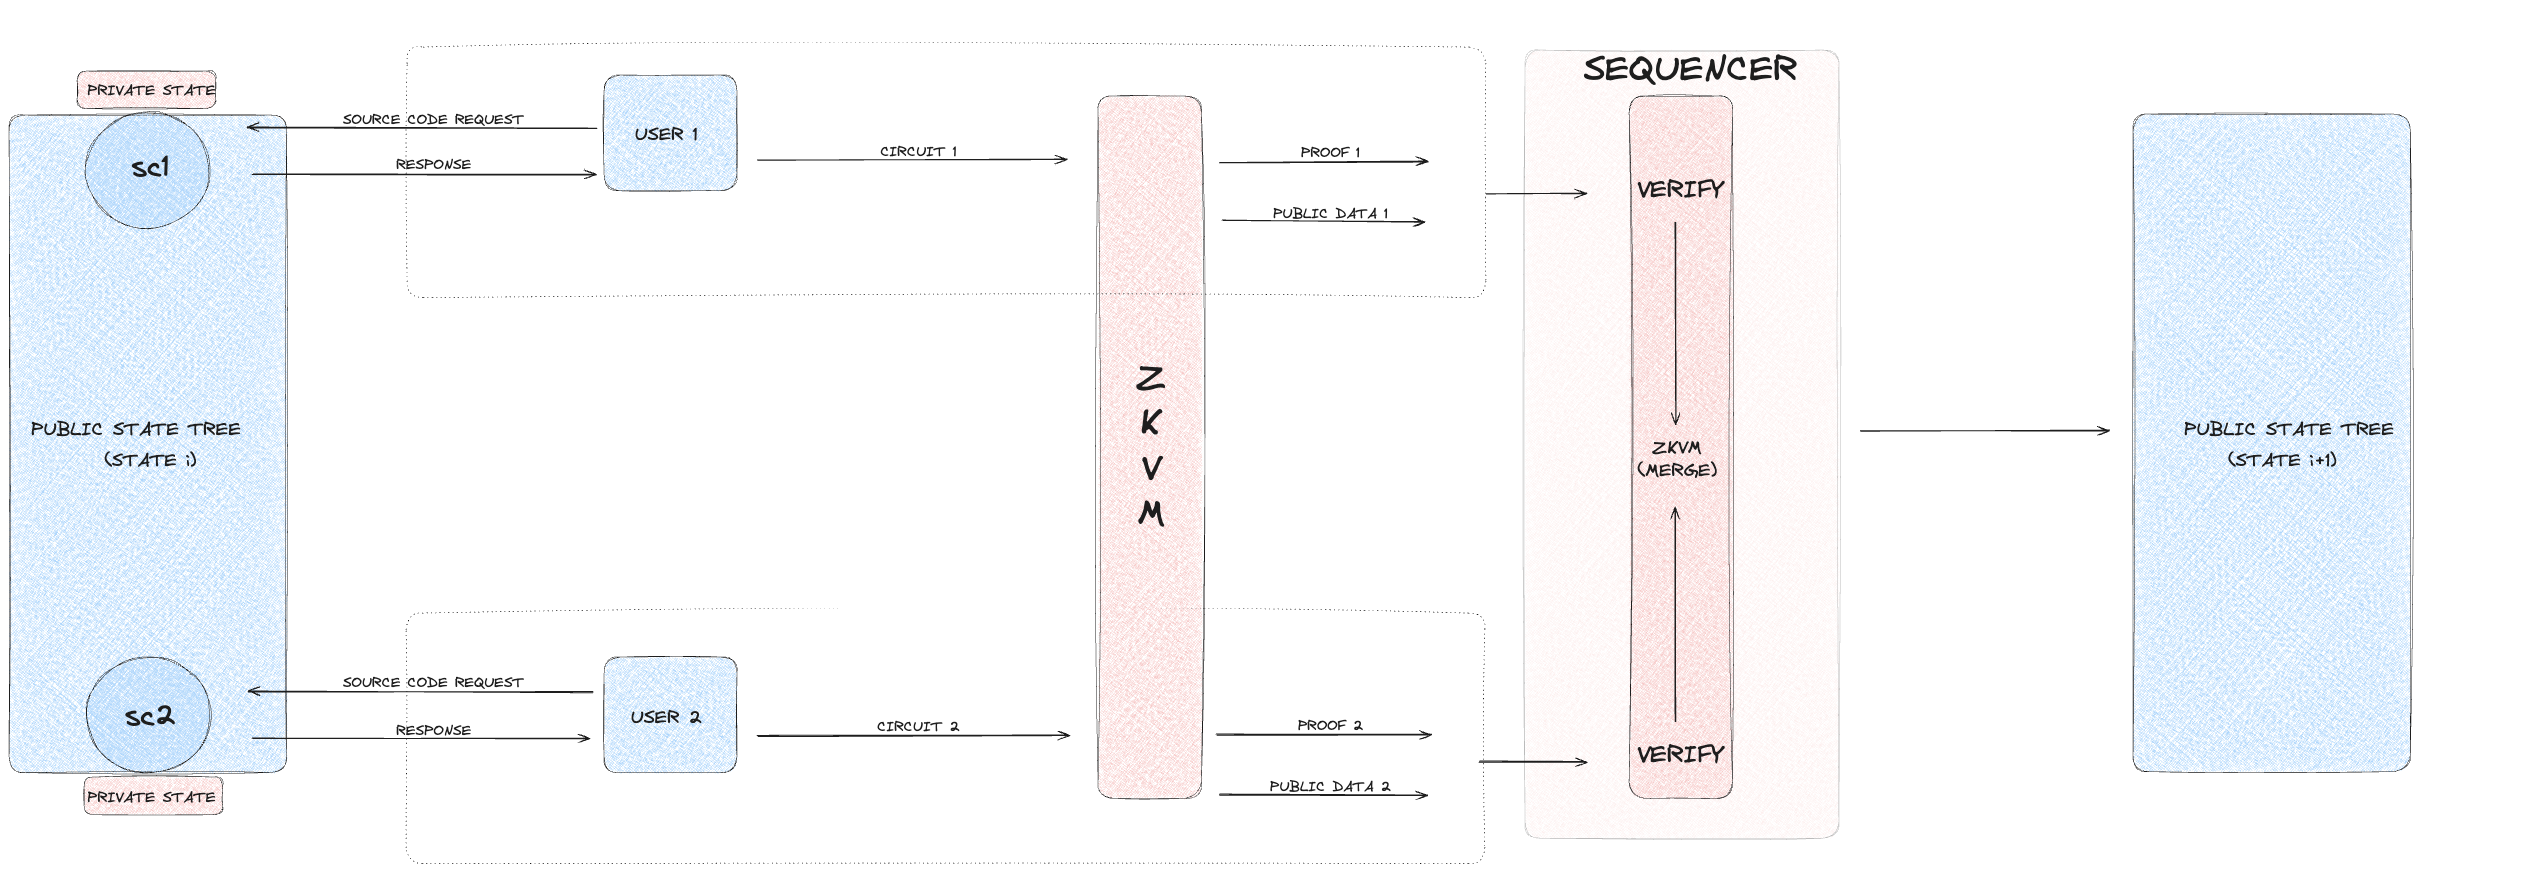 SEQUENCER
PRIVATE STATE
SOURCE CODE REQUEST
USER 1
CIRCUIT 1
PROOF 1
sc1
RESPONSE
VERIFY
PUBLIC DATA 1
Z
K
V
M
PUBLIC STATE TREE
(STATE i)
ZKVM
(MERGE)
PUBLIC STATE TREE
(STATE i+1)
SOURCE CODE REQUEST
sc2
USER 2
CIRCUIT 2
PROOF 2
RESPONSE
VERIFY
PUBLIC DATA 2
PRIVATE STATE